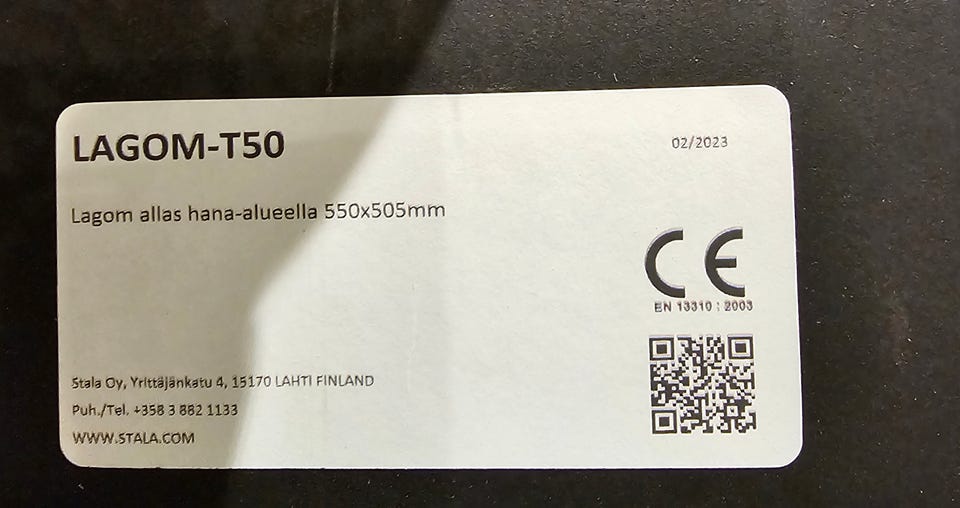 LAGOM-T50
02/2023
Lagom allas hana-alueella 550x505mm
CE
EN 13310 : 2003
Stala Oy, Yrittäjänkatu 4, 15170 LAHTI FINLAND
Puh./Tel. +358 3 882 1133
WWW.STALA.COM